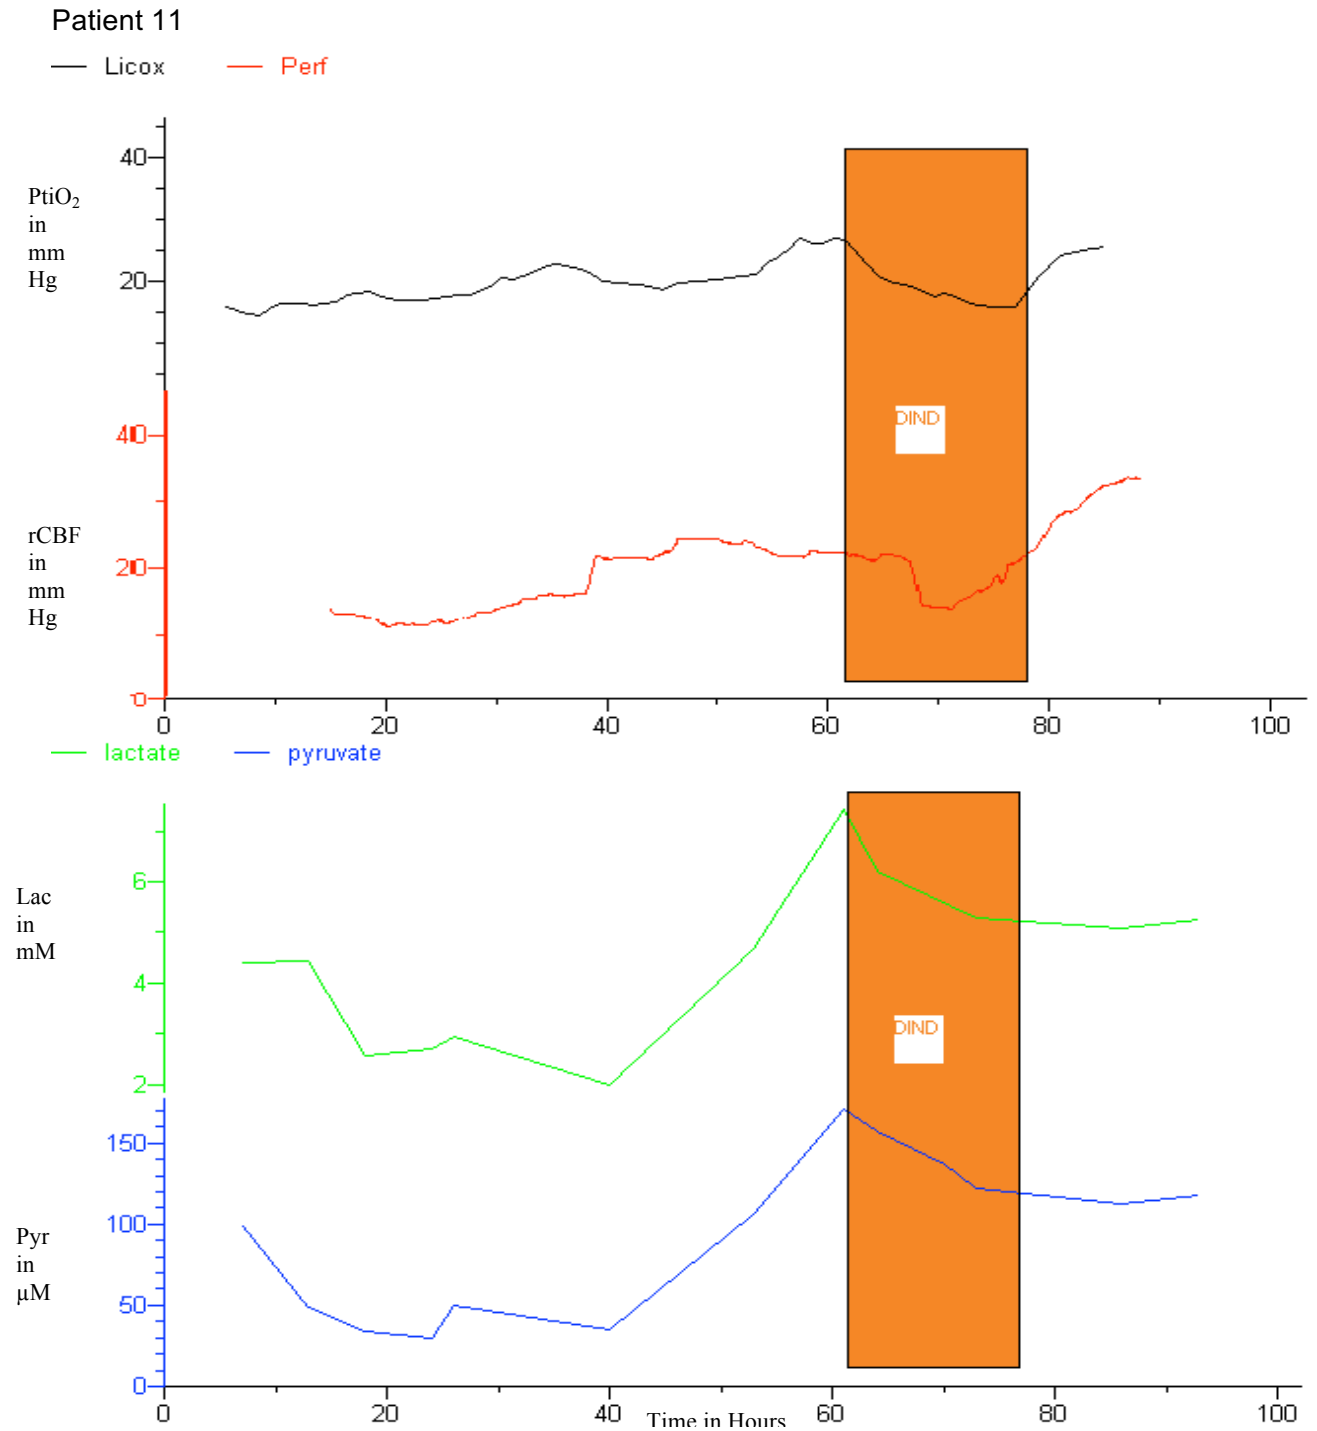 Patient 11
Licox Perf
40
PtiO₂
in
mm
Hg
20
DIND
40
rCBF
in
mm
Hg
20
0
0 20 40 60 80 100
lactate pyruvate
6
Lac
in
mM
4
DIND
2
150
100
Pyr
in
µM
50
0
0 20 40 60 80 100
Time in Hours